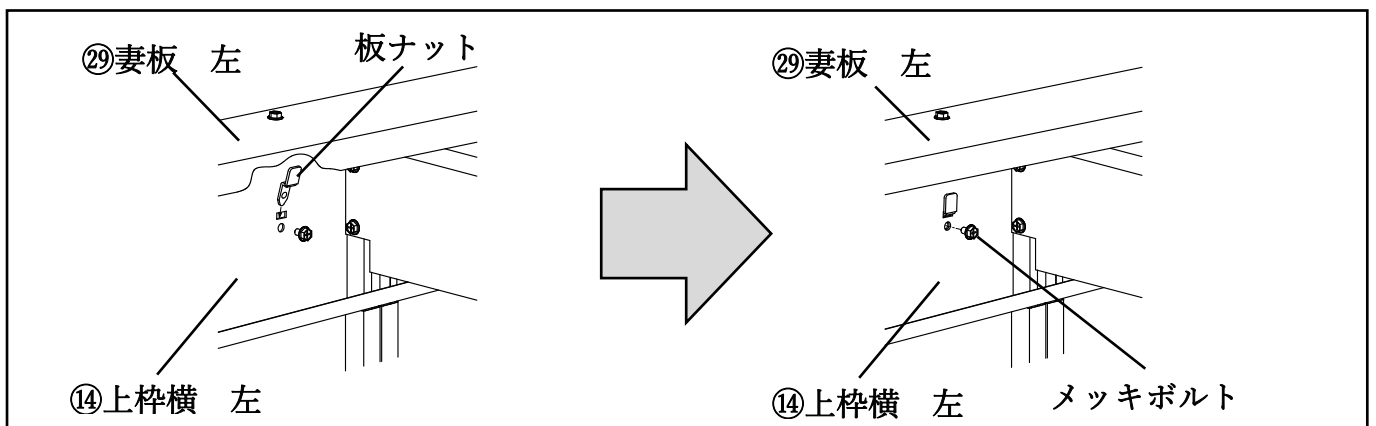 ㉙妻板　左
板ナット
⑭上枠横　左
㉙妻板　左
⑭上枠横　左
メッキボルト